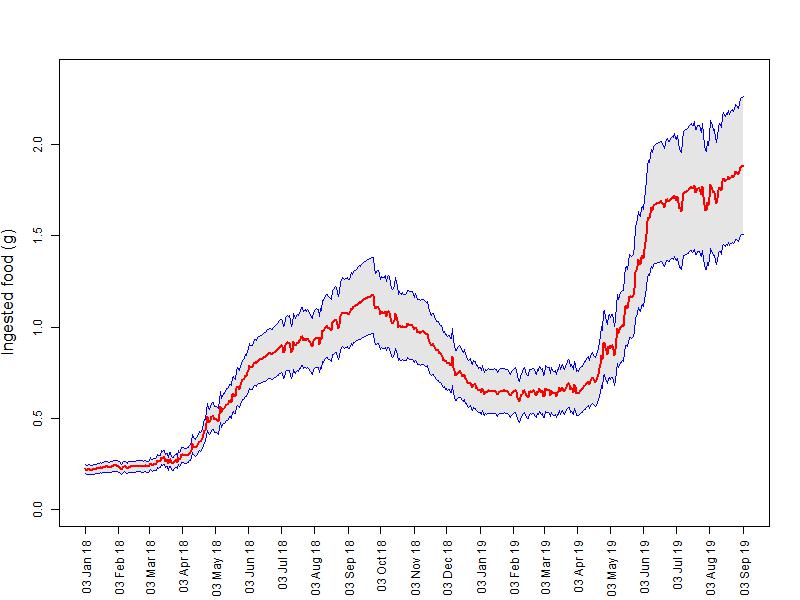 Ingested food (g)
2.0
1.5
1.0
0.5
0.0
03 Jan 18
03 Feb 18
03 Mar 18
03 Apr 18
03 May 18
03 Jun 18
03 Jul 18
03 Aug 18
03 Sep 18
03 Oct 18
03 Nov 18
03 Dec 18
03 Jan 19
03 Feb 19
03 Mar 19
03 Apr 19
03 May 19
03 Jun 19
03 Jul 19
03 Aug 19
03 Sep 19